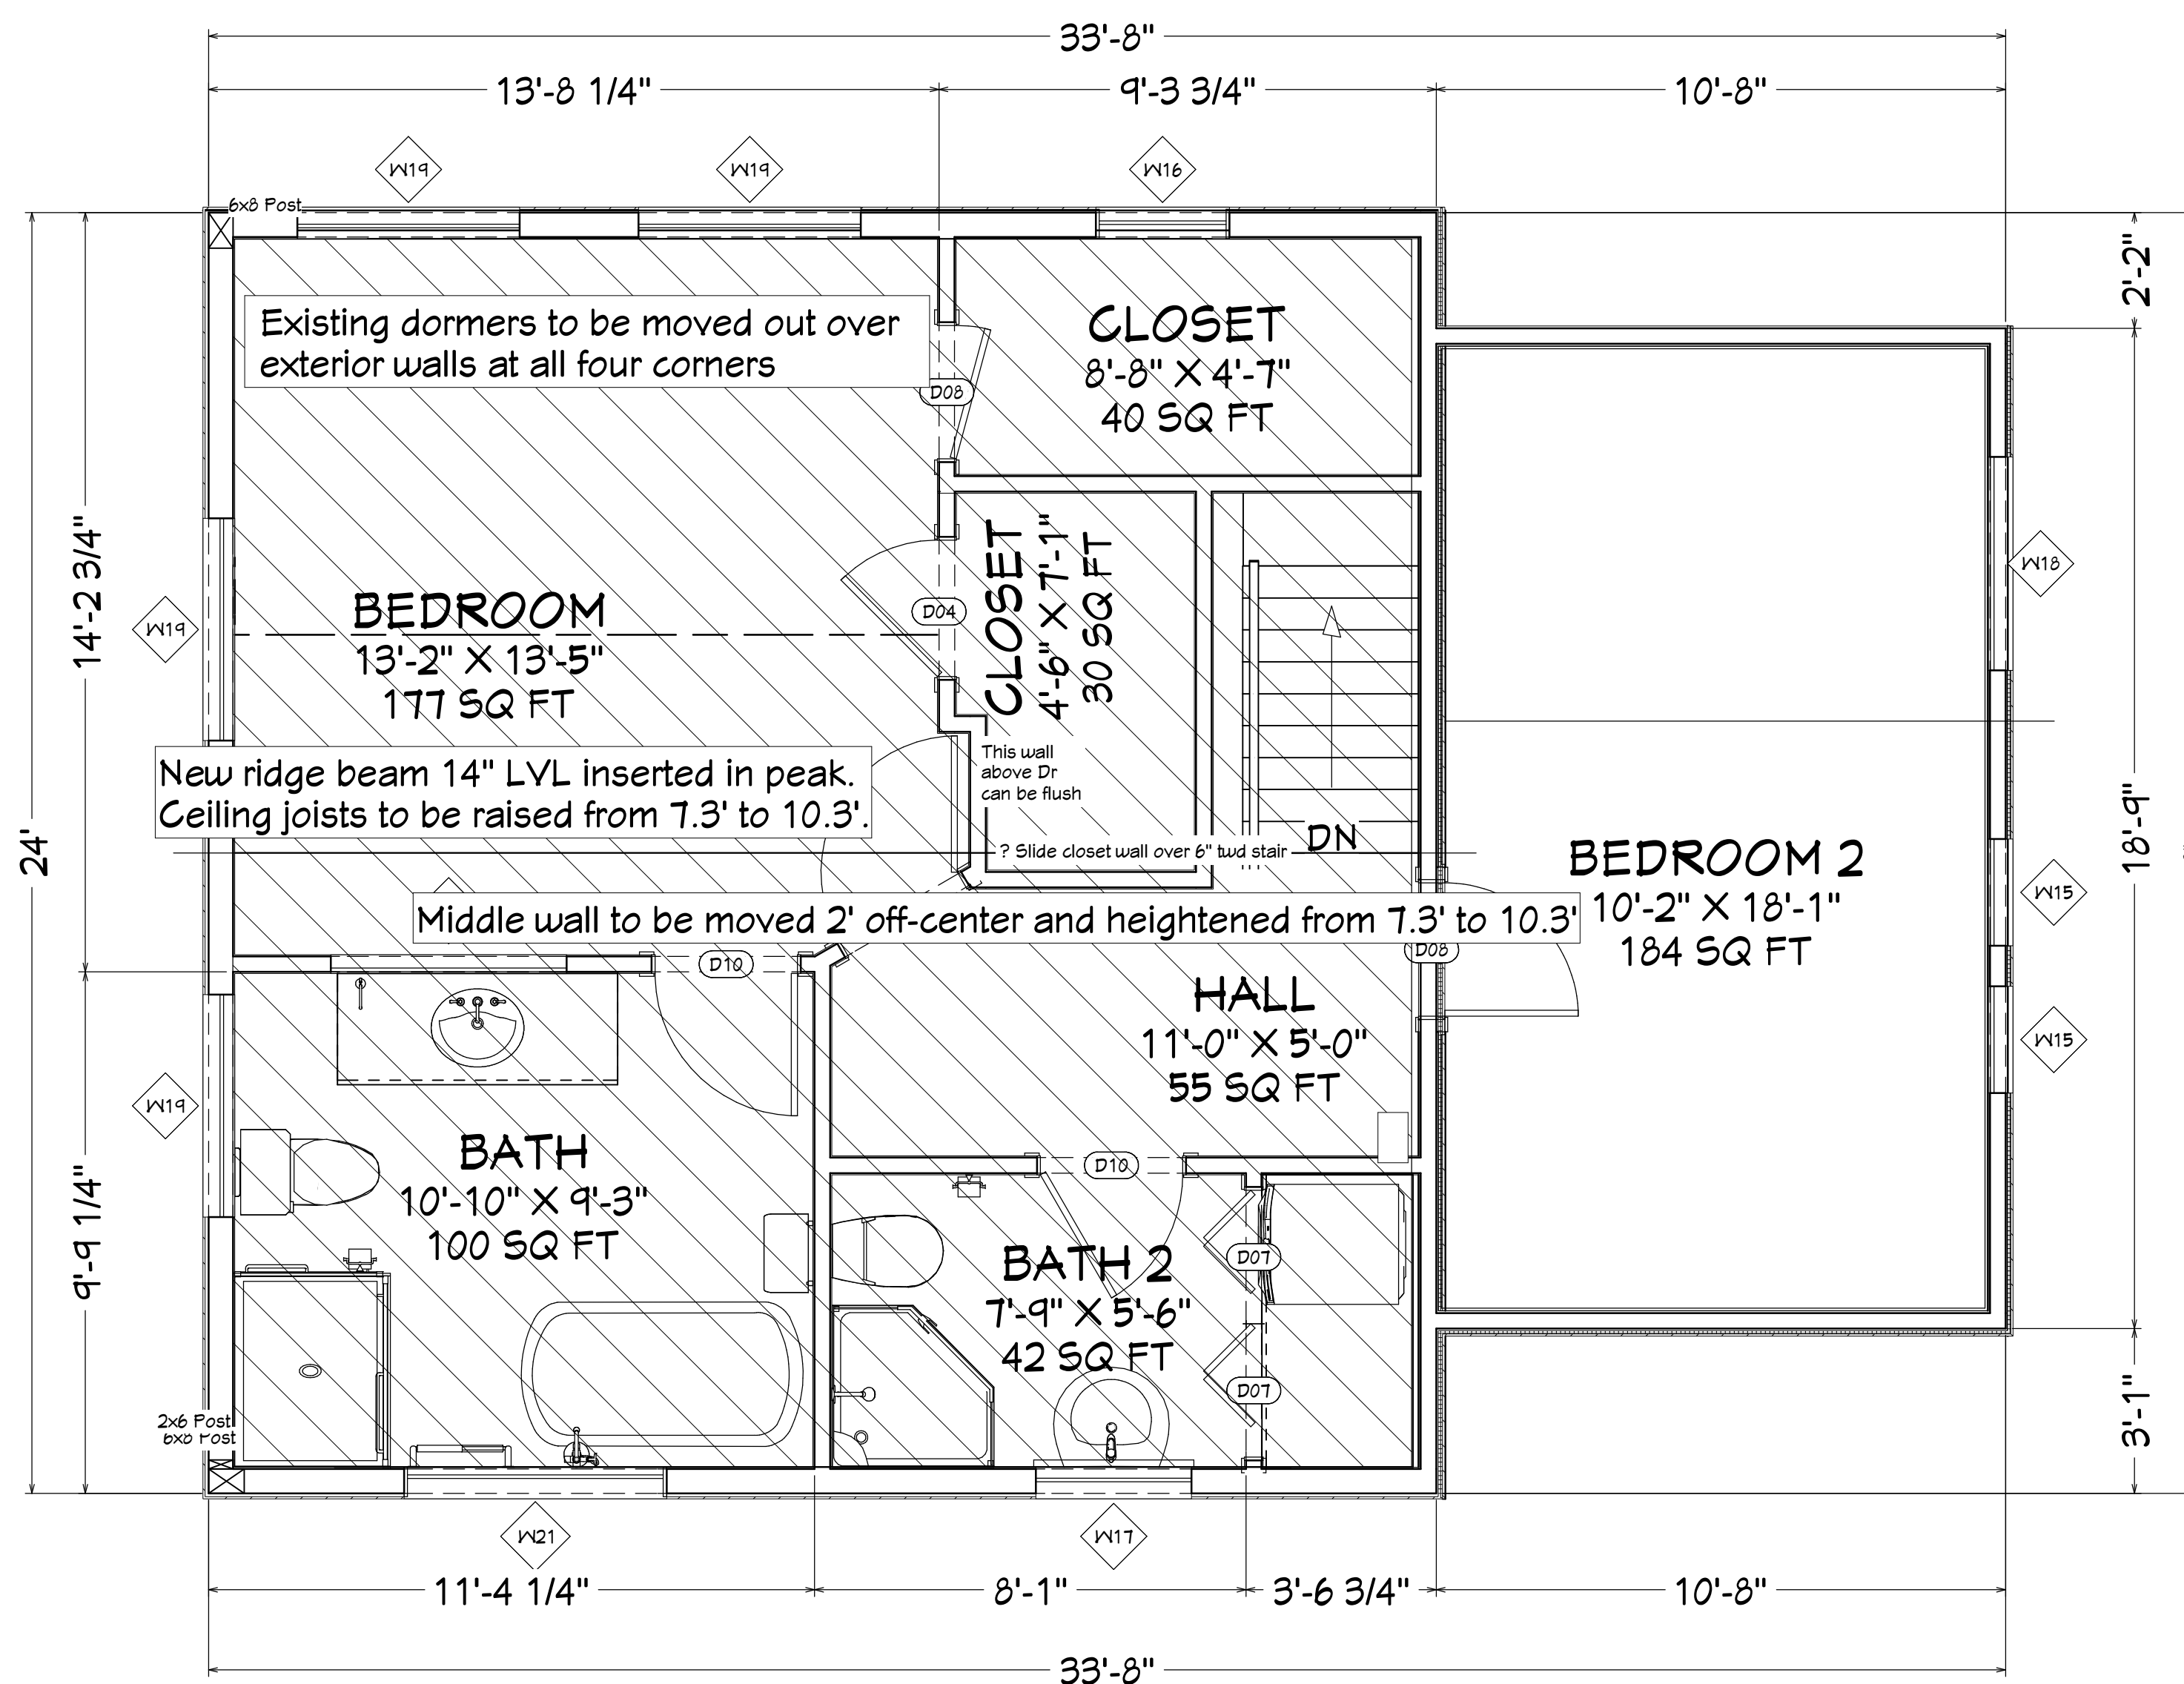 33'-8"
13'-8 1/4"
9'-3 3/4"
10'-8"
W19
W19
W16
6x8 Post
2'-2"
Existing dormers to be moved out over
exterior walls at all four corners
CLOSET
8'-8" X 4'-7"
40 SQ FT
D08
14'-2 3/4"
24'
W19
BEDROOM
13'-2" X 13'-5"
177 SQ FT
D04
CLOSET
4'-6" X 7'-1"
30 SQ FT
W18
New ridge beam 14" LVL inserted in peak.
Ceiling joists to be raised from 7.3' to 10.3'.
This wall
above Dr
can be flush
? Slide closet wall over 6" twd stair
DN
18'-9"
BEDROOM 2
10'-2" X 18'-1"
184 SQ FT
W15
Middle wall to be moved 2' off-center and heightened from 7.3' to 10.3'
D08
D10
HALL
11'-0" X 5'-0"
55 SQ FT
W15
W19
9'-9 1/4"
BATH
10'-10" X 9'-3"
100 SQ FT
D10
BATH 2
7'-9" X 5'-6"
42 SQ FT
D07
D07
2x6 Post
6x8 Post
3'-1"
W21
W17
11'-4 1/4"
8'-1"
3'-6 3/4"
10'-8"
33'-8"